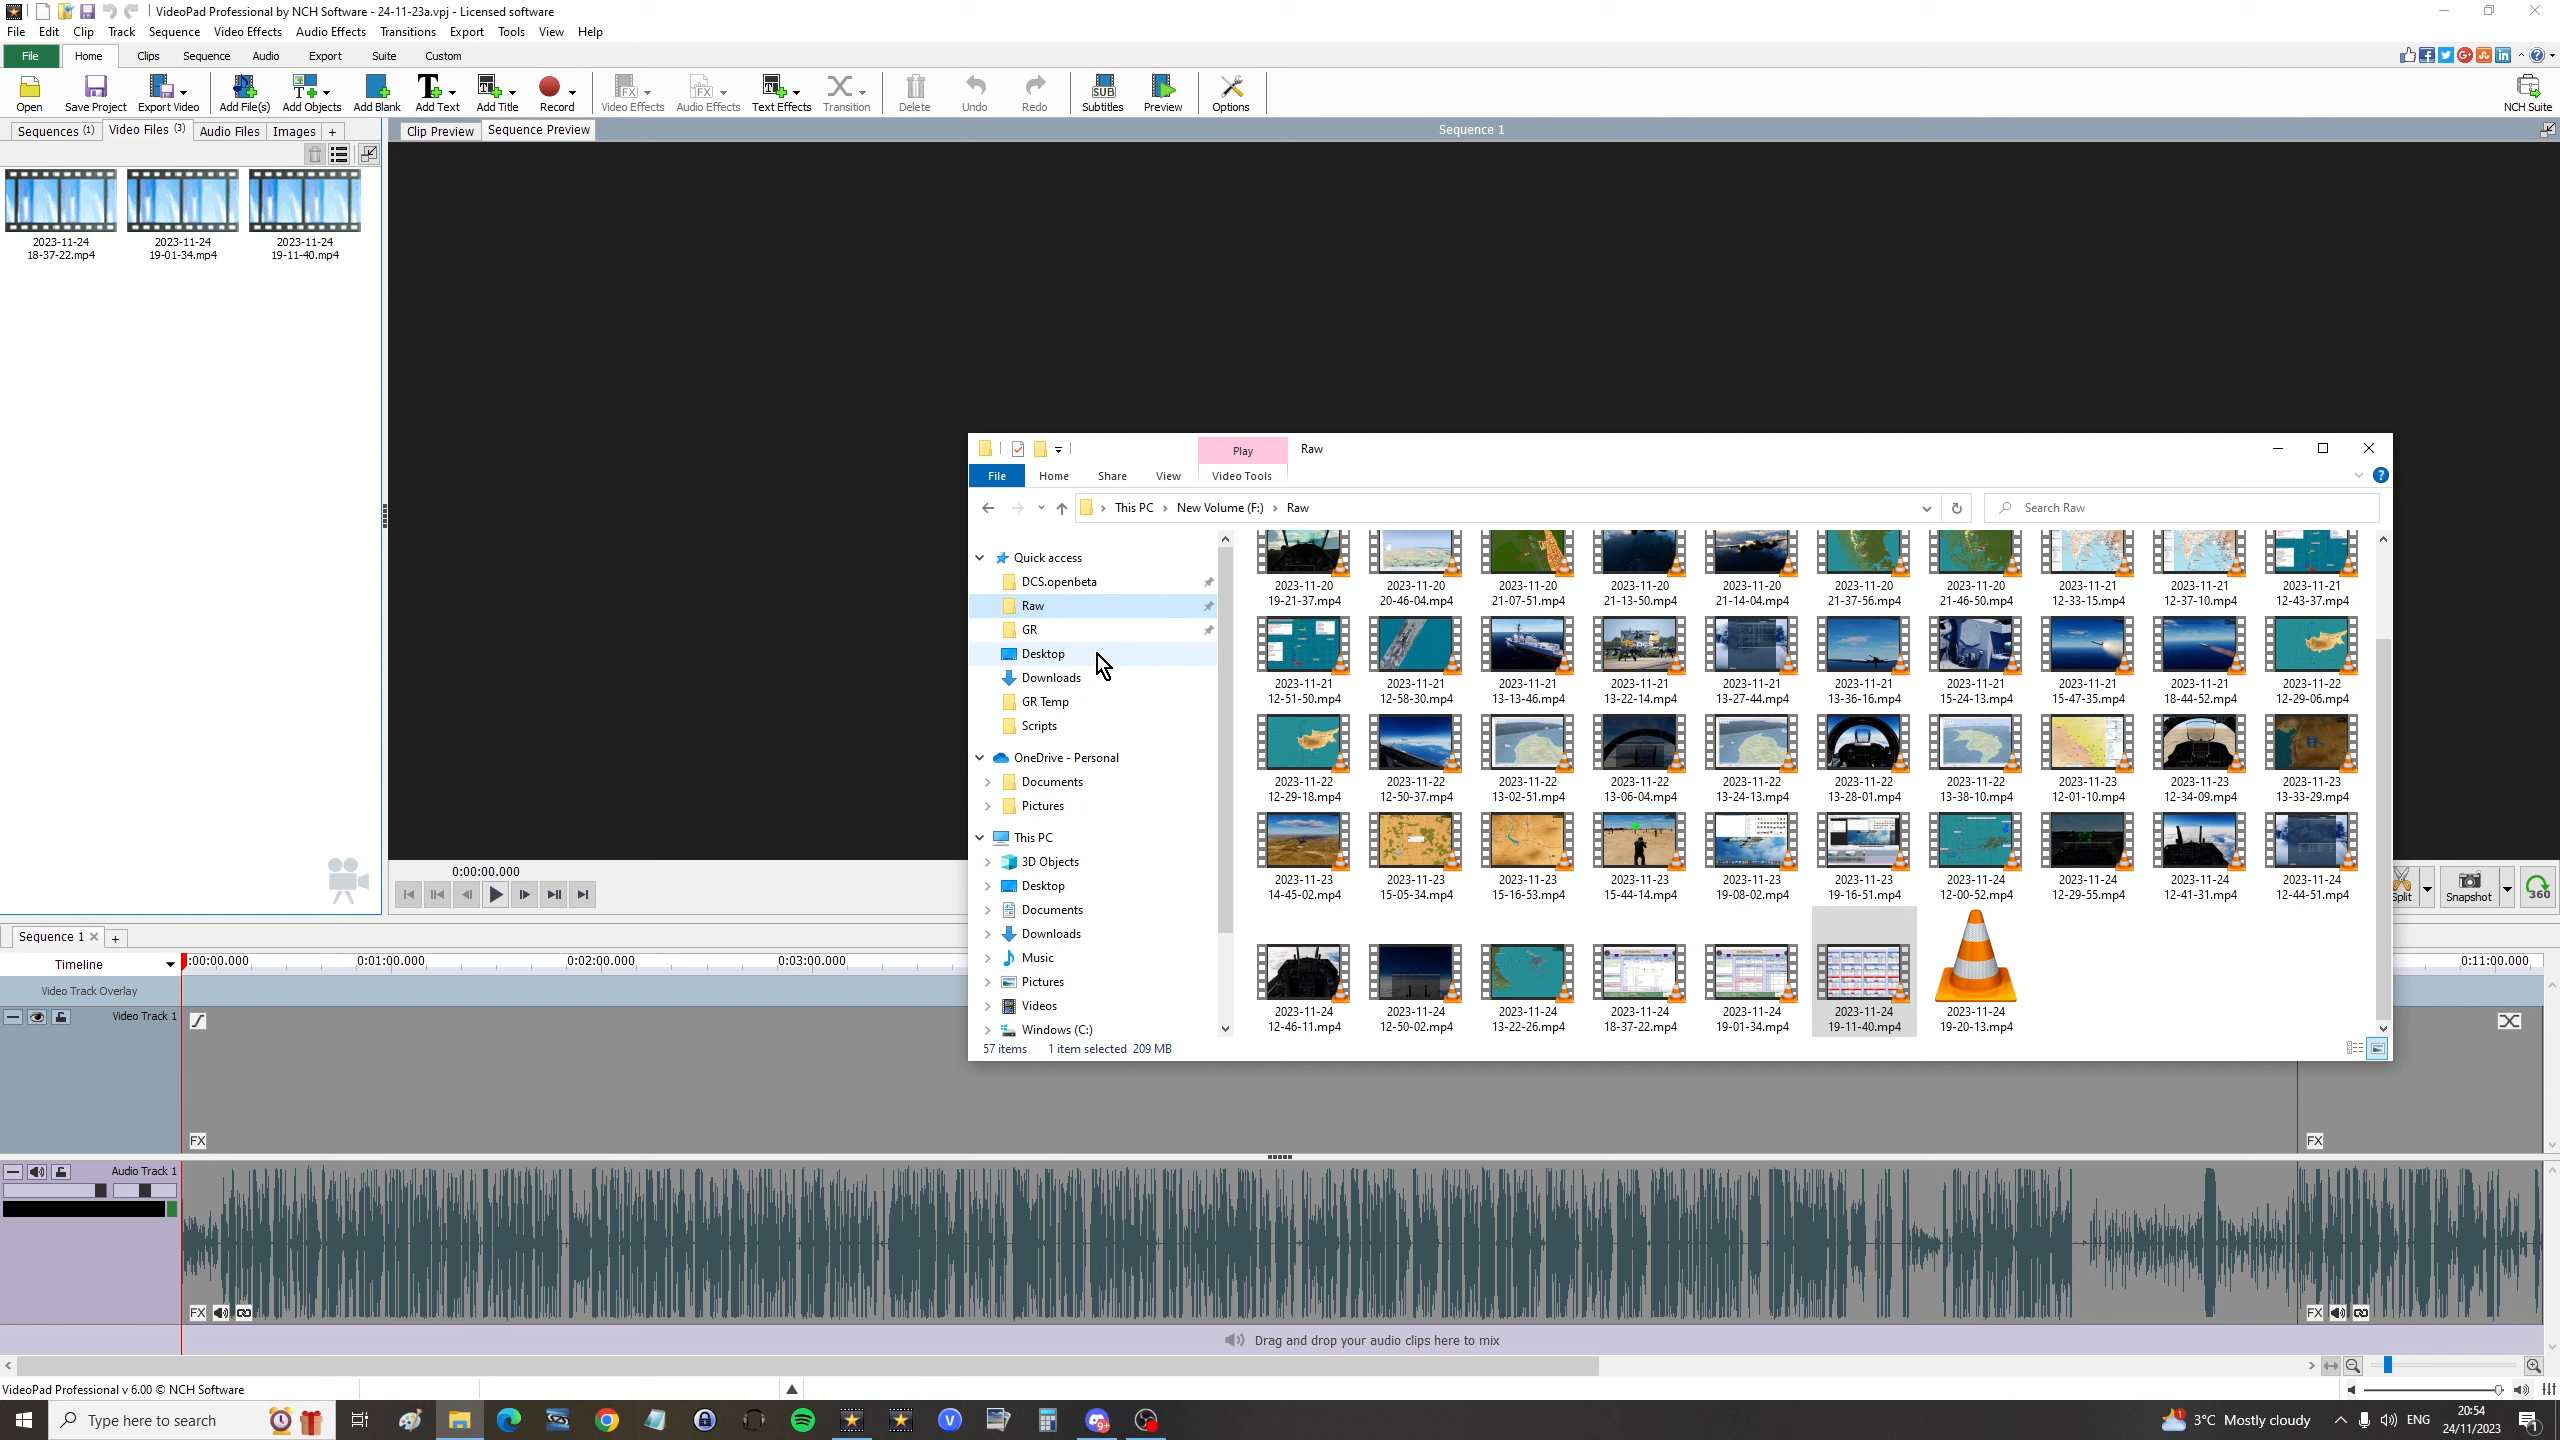 VideoPad Professional by NCH Software - 24-11-23a.vpj - Licensed software
File Edit Clip Track Sequence Video Effects Audio Effects Transitions Export Tools View Help
File Home Clips Sequence Audio Export Suite Custom
Open Save Project Export Video Add File(s) Add Objects Add Blank Add Text Add Title Record Video Effects Audio Effects Text Effects Transition Delete Undo Redo Subtitles Preview Options NCH Suite
Sequences (1) Video Files (3) Audio Files Images + Clip Preview Sequence Preview Sequence 1
2023-11-24 2023-11-24 2023-11-24
18-37-22.mp4 19-01-34.mp4 19-11-40.mp4
Play Raw
File Home Share View Video Tools
This PC > New Volume (F:) > Raw Search Raw
Quick access
DCS.openbeta
Raw
GR
Desktop
Downloads
GR Temp
Scripts
OneDrive - Personal
Documents
Pictures
This PC
3D Objects
Desktop
Documents
Downloads
Music
Pictures
Videos
Windows (C:)
2023-11-20 2023-11-20 2023-11-20 2023-11-20 2023-11-20 2023-11-20 2023-11-20 2023-11-21 2023-11-21 2023-11-21
19-21-37.mp4 20-46-04.mp4 21-07-51.mp4 21-13-50.mp4 21-14-04.mp4 21-37-56.mp4 21-46-50.mp4 12-33-15.mp4 12-37-10.mp4 12-43-37.mp4
2023-11-21 2023-11-21 2023-11-21 2023-11-21 2023-11-21 2023-11-21 2023-11-21 2023-11-21 2023-11-21 2023-11-22
12-51-50.mp4 12-58-30.mp4 13-13-46.mp4 13-22-14.mp4 13-27-44.mp4 13-36-16.mp4 15-24-13.mp4 15-47-35.mp4 18-44-52.mp4 12-29-06.mp4
2023-11-22 2023-11-22 2023-11-22 2023-11-22 2023-11-22 2023-11-22 2023-11-22 2023-11-23 2023-11-23 2023-11-23
12-29-18.mp4 12-50-37.mp4 13-02-51.mp4 13-06-04.mp4 13-24-13.mp4 13-28-01.mp4 13-38-10.mp4 12-01-10.mp4 12-34-09.mp4 13-33-29.mp4
2023-11-23 2023-11-23 2023-11-23 2023-11-23 2023-11-23 2023-11-23 2023-11-24 2023-11-24 2023-11-24 2023-11-24
14-45-02.mp4 15-05-34.mp4 15-16-53.mp4 15-44-14.mp4 19-08-02.mp4 19-16-51.mp4 12-00-52.mp4 12-29-55.mp4 12-41-31.mp4 12-44-51.mp4
2023-11-24 2023-11-24 2023-11-24 2023-11-24 2023-11-24 2023-11-24 2023-11-24
12-46-11.mp4 12-50-02.mp4 13-22-26.mp4 18-37-22.mp4 19-01-34.mp4 19-11-40.mp4 19-20-13.mp4
57 items 1 item selected 209 MB
0:00:00.000
Split Snapshot 360
Sequence 1 +
Timeline :00:00.000 0:01:00.000 0:02:00.000 0:03:00.000 0:11:00.000
Video Track Overlay
Video Track 1
FX FX
Audio Track 1
FX FX
Drag and drop your audio clips here to mix
VideoPad Professional v 6.00 © NCH Software
Type here to search 9+ 3°C Mostly cloudy ENG 20:54
24/11/2023